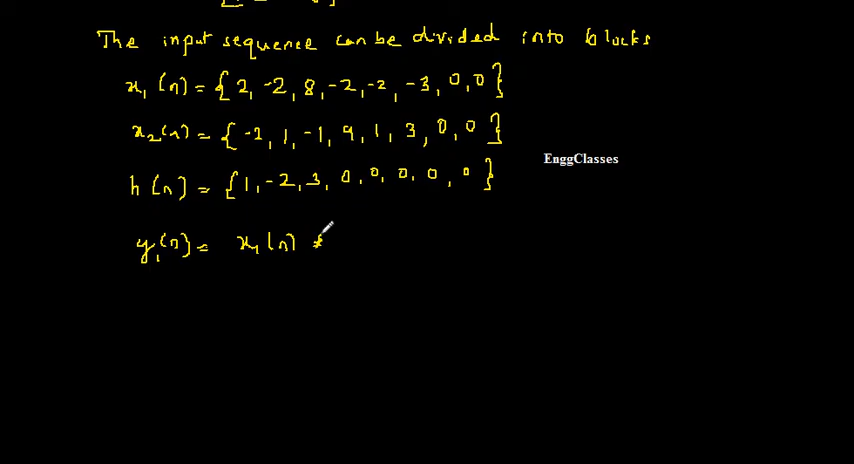 The input sequence can be divided into blocks
x₁(n) = {2, -2, 8, -2, -2, -3, 0, 0}
x₂(n) = {-2, 1, -1, 9, 1, 3, 0, 0}
EnggClasses
h(n) = {1, -2, 3, 0, 0, 0, 0, 0}
y₁(n) = x₁(n) *